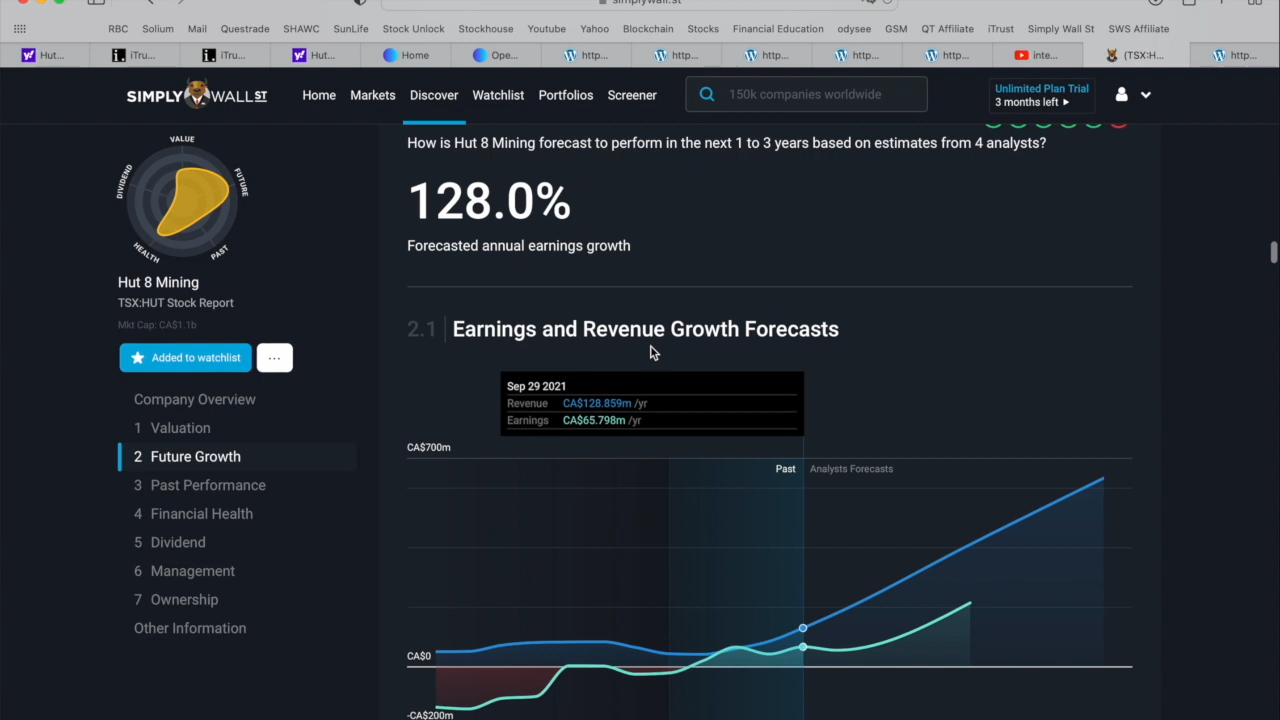 simplywall.st
RBC Solium Mail Questrade SHAWC SunLife Stock Unlock Stockhouse Youtube Yahoo Blockchain Stocks Financial Education odysee GSM QT Affiliate iTrust Simply Wall St SWS Affiliate
Hut... iTru... iTru... Hut... Home Ope... http... http... http... http... http... inte... (TSX:H... http...
SIMPLY WALL ST Home Markets Discover Watchlist Portfolios Screener 150k companies worldwide Unlimited Plan Trial
3 months left
VALUE
FUTURE
PAST
HEALTH
DIVIDEND
Hut 8 Mining
TSX:HUT Stock Report
Mkt Cap: CA$1.1b
Added to watchlist ...
Company Overview
1 Valuation
2 Future Growth
3 Past Performance
4 Financial Health
5 Dividend
6 Management
7 Ownership
Other Information
How is Hut 8 Mining forecast to perform in the next 1 to 3 years based on estimates from 4 analysts?
128.0%
Forecasted annual earnings growth
2.1 Earnings and Revenue Growth Forecasts
Sep 29 2021
Revenue CA$128.859m /yr
Earnings CA$65.798m /yr
CA$700m
Past Analysts Forecasts
CA$0
-CA$200m